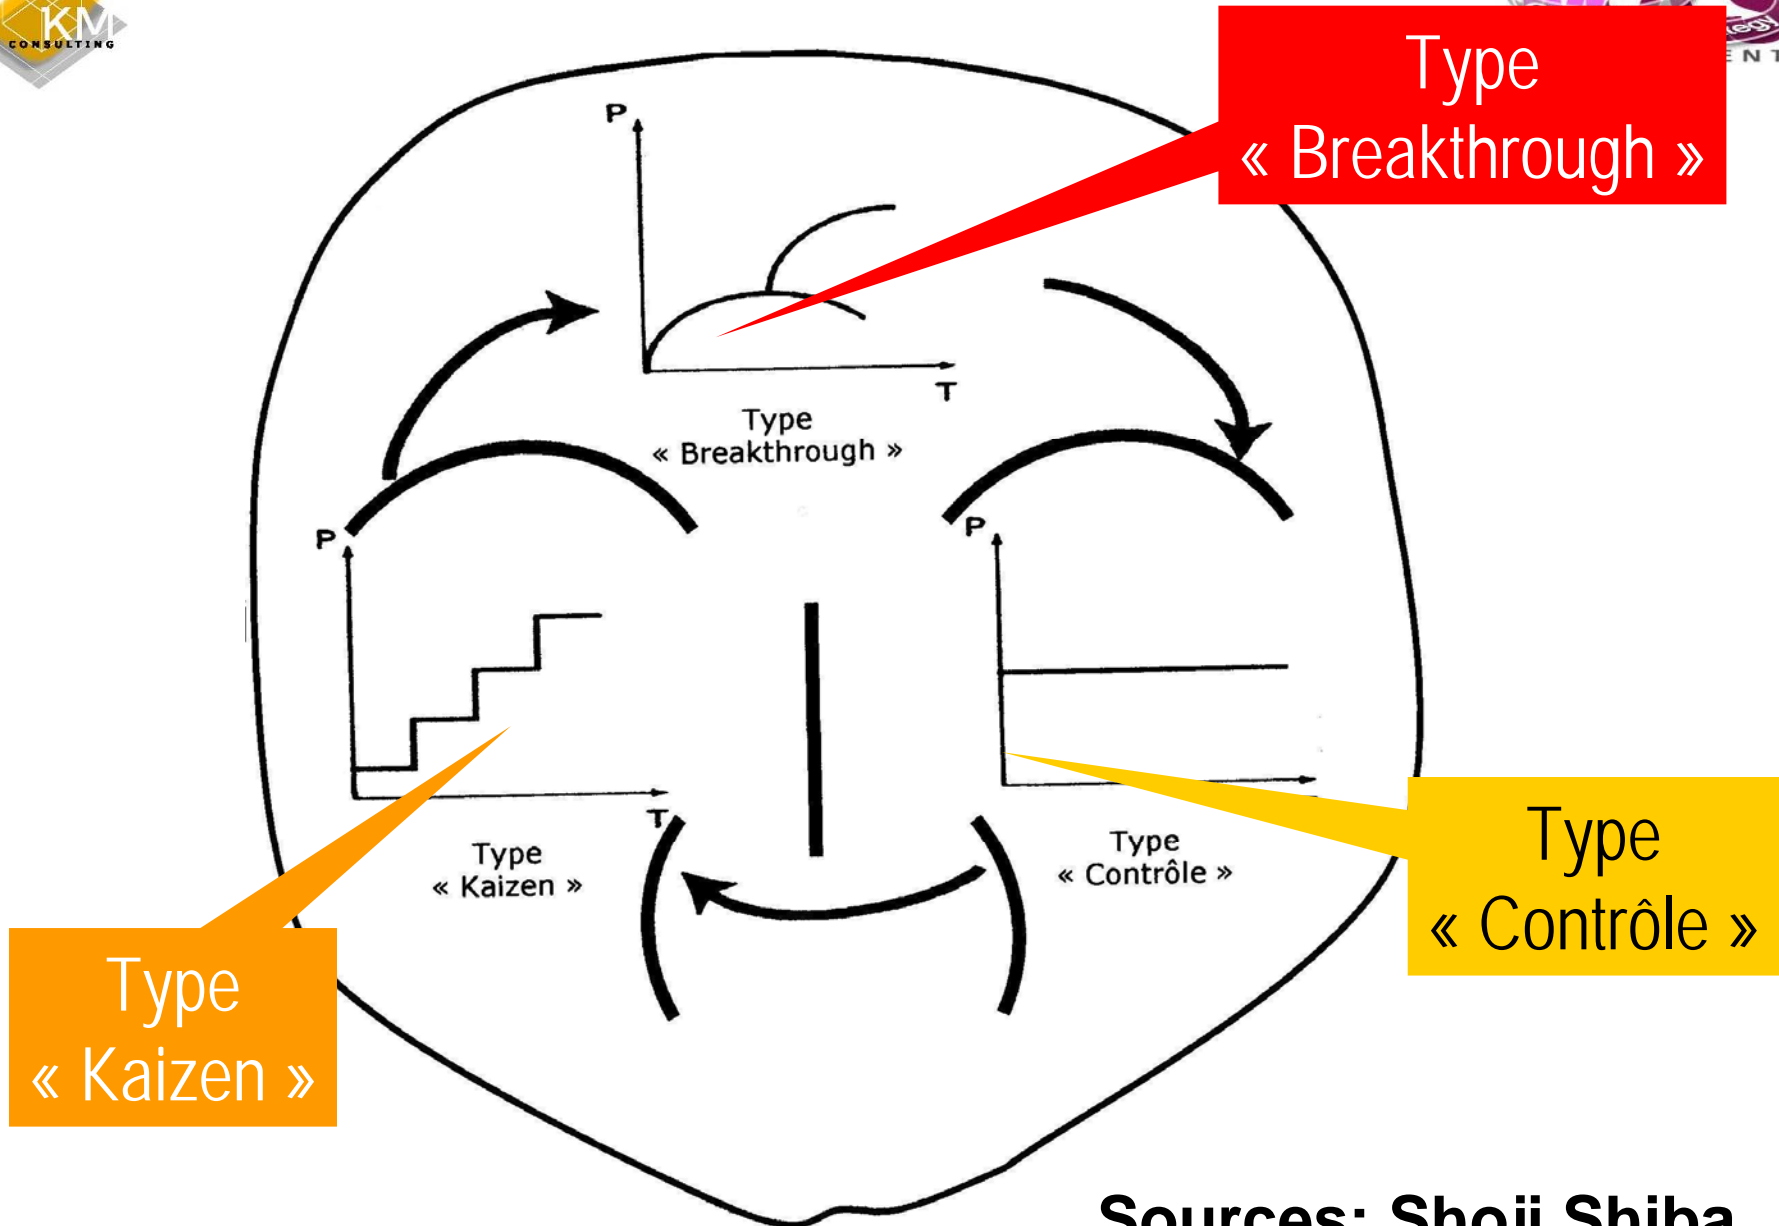 KM
CONSULTING
Type
« Breakthrough »
P
T
Type
« Breakthrough »
P
T
Type
« Kaizen »
P
Type
« Contrôle »
Type
« Contrôle »
Type
« Kaizen »
Sources: Shoji Shiba